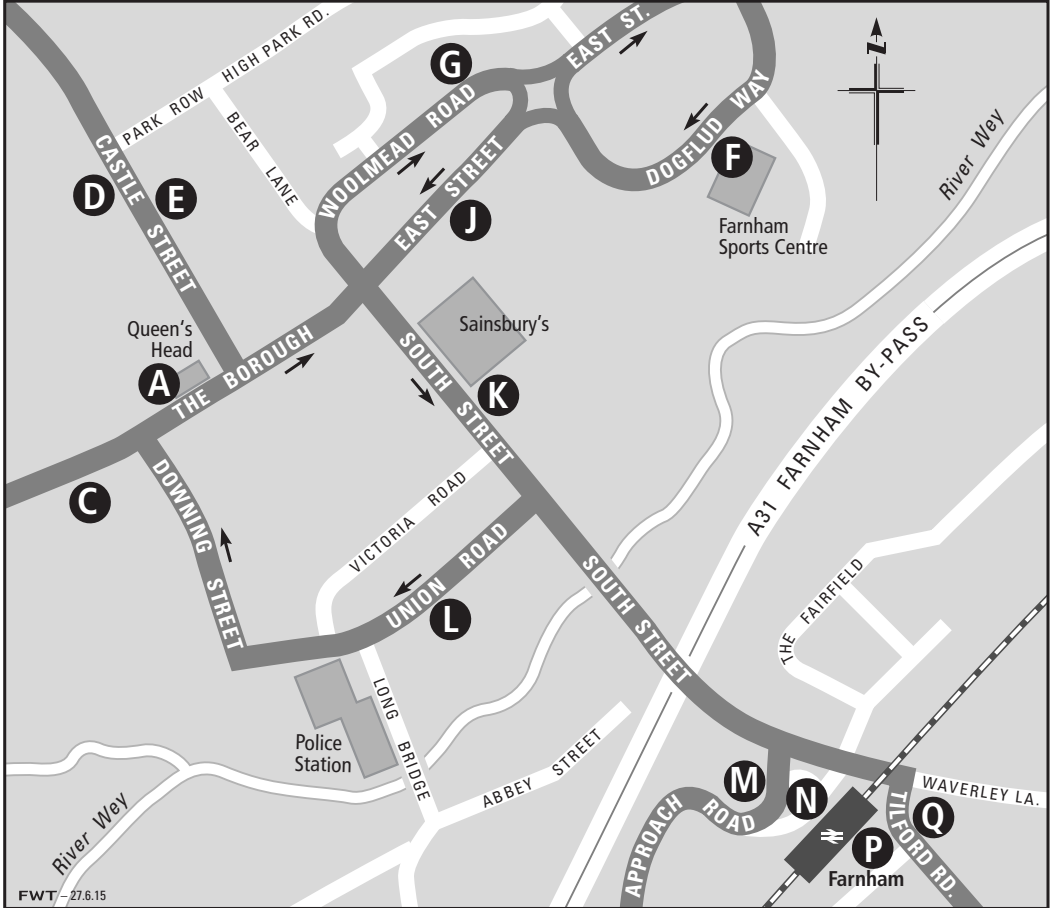 HIGH PARK RD.
PARK ROW
BEAR LANE
G
EAST ST.
WOOLMEAD ROAD
EAST STREET
J
DOGFLUD WAY
F
Farnham
Sports Centre
N
River Wey
CASTLE STREET
D
E
Queen's
Head
A
THE BOROUGH
C
Sainsbury's
SOUTH STREET
K
DOWNING STREET
VICTORIA ROAD
UNION ROAD
L
A31 FARNHAM BY-PASS
SOUTH STREET
THE FAIRFIELD
Police
Station
LONG BRIDGE
ABBEY STREET
River Wey
M
N
APPROACH ROAD
WAVERLEY LA.
TILFORD RD.
Q
P
Farnham
FWT – 27.6.15